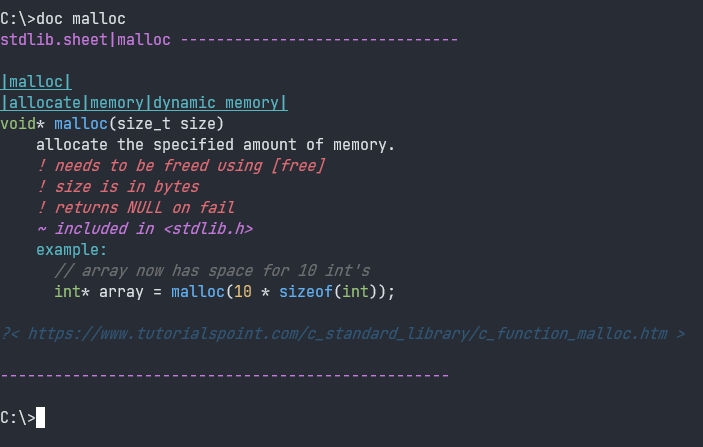 C:\>doc malloc
stdlib.sheet|malloc -------------------------------
|malloc|
|allocate|memory|dynamic memory|
void* malloc(size_t size)
allocate the specified amount of memory.
! needs to be freed using [free]
! size is in bytes
! returns NULL on fail
~ included in <stdlib.h>
example:
// array now has space for 10 int's
int* array = malloc(10 * sizeof(int));
?< https://www.tutorialspoint.com/c_standard_library/c_function_malloc.htm >
--------------------------------------------------
C:\>